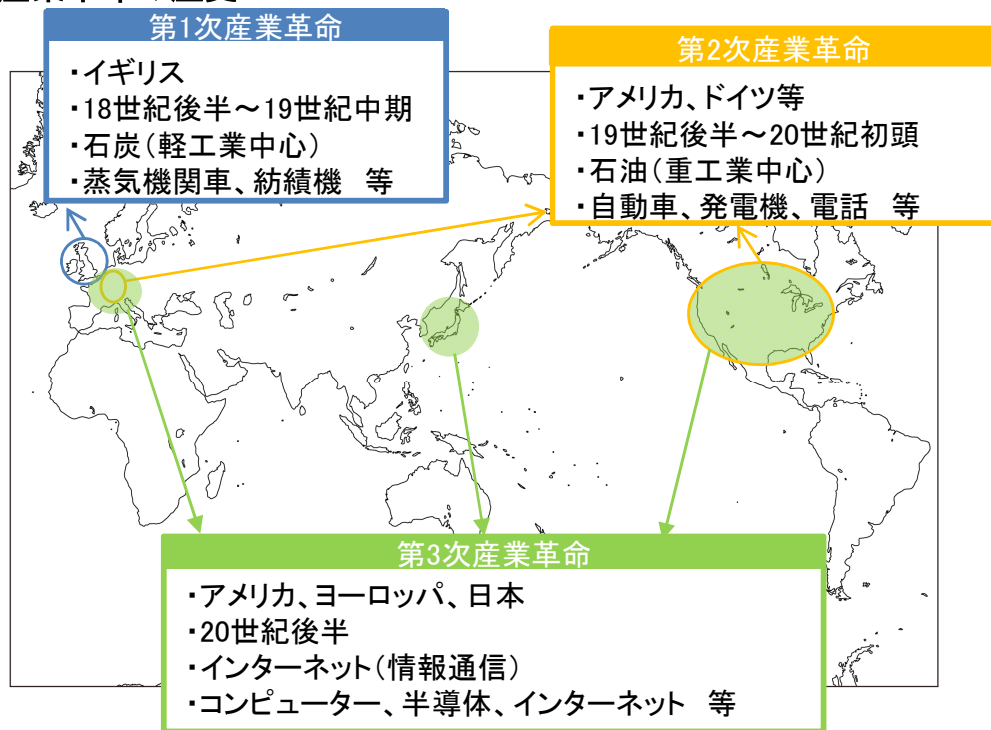 第1次産業革命
・イギリス
・18世紀後半～19世紀中期
・石炭（軽工業中心）
・蒸気機関車、紡績機　等
第2次産業革命
・アメリカ、ドイツ等
・19世紀後半～20世紀初頭
・石油（重工業中心）
・自動車、発電機、電話　等
第3次産業革命
・アメリカ、ヨーロッパ、日本
・20世紀後半
・インターネット（情報通信）
・コンピューター、半導体、インターネット　等